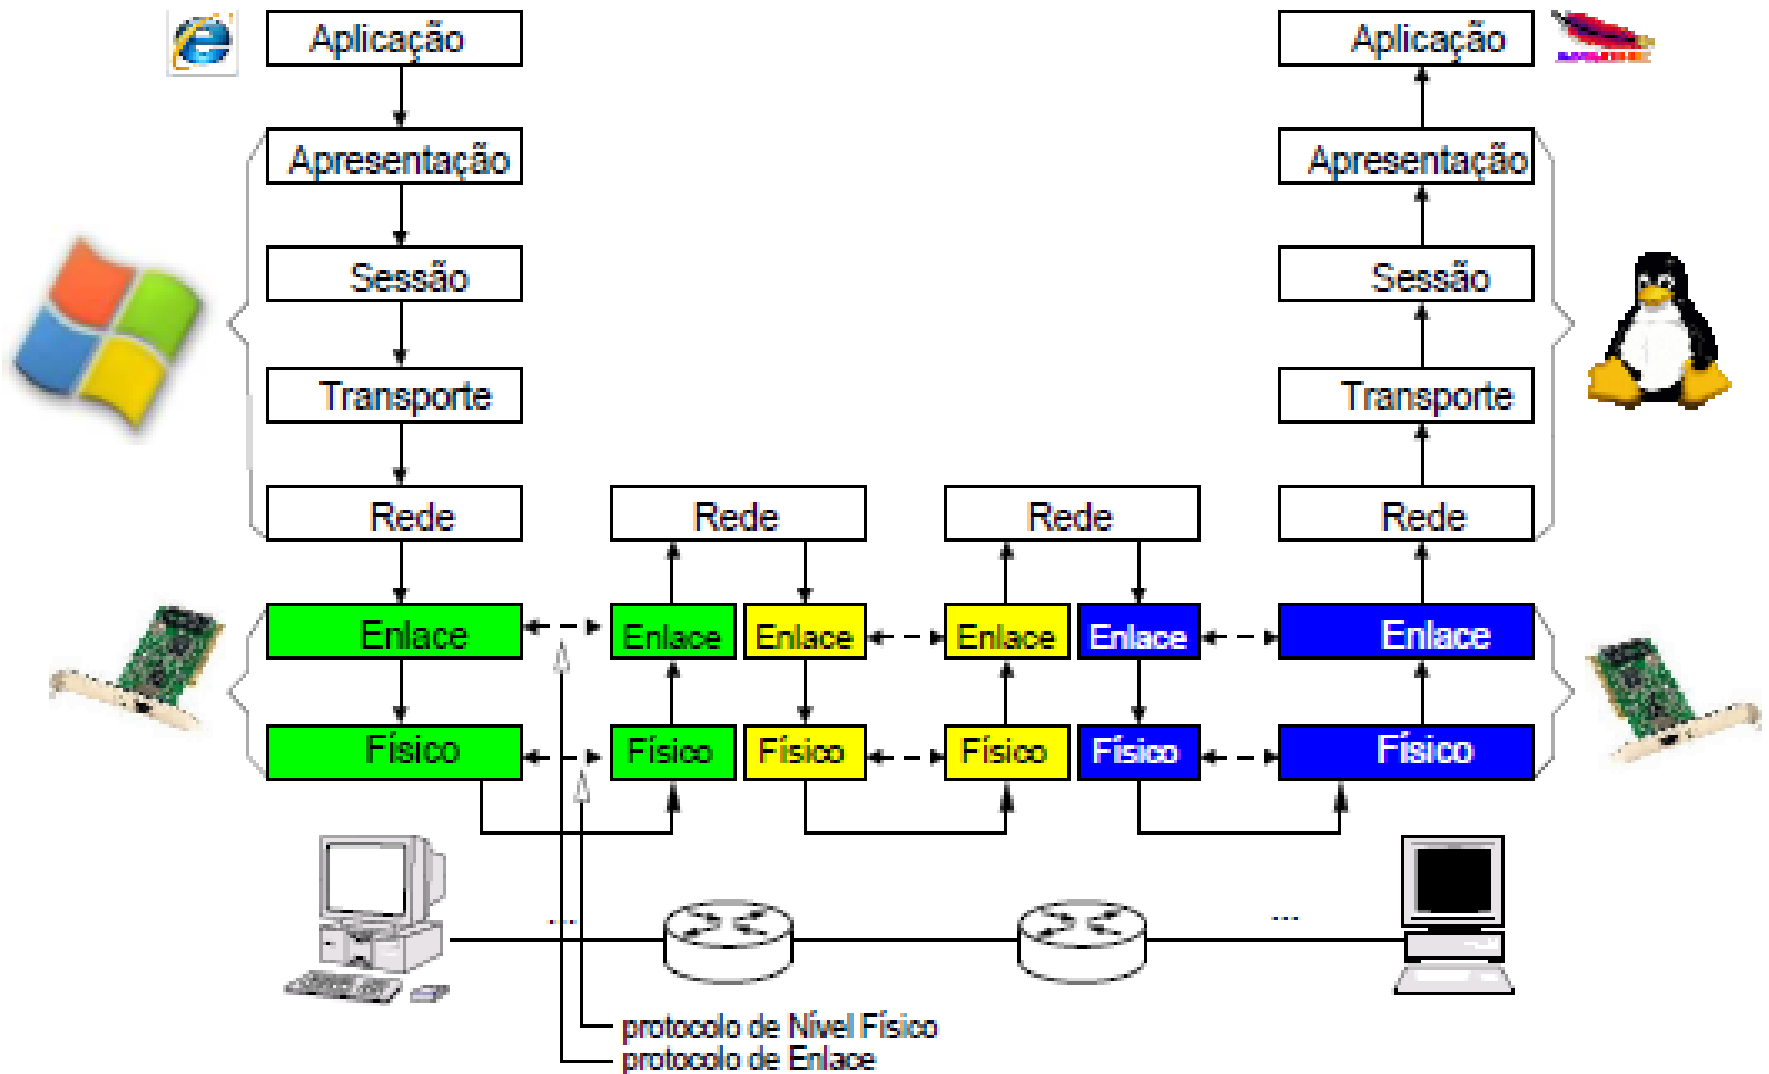 Aplicação
Aplicação
Apresentação
Apresentação
Sessão
Sessão
Transporte
Transporte
Rede
Rede
Rede
Rede
Enlace
Enlace
Enlace
Enlace
Enlace
Enlace
Físico
Físico
Físico
Físico
Físico
Físico
...
...
protocolo de Nível Físico
protocolo de Enlace